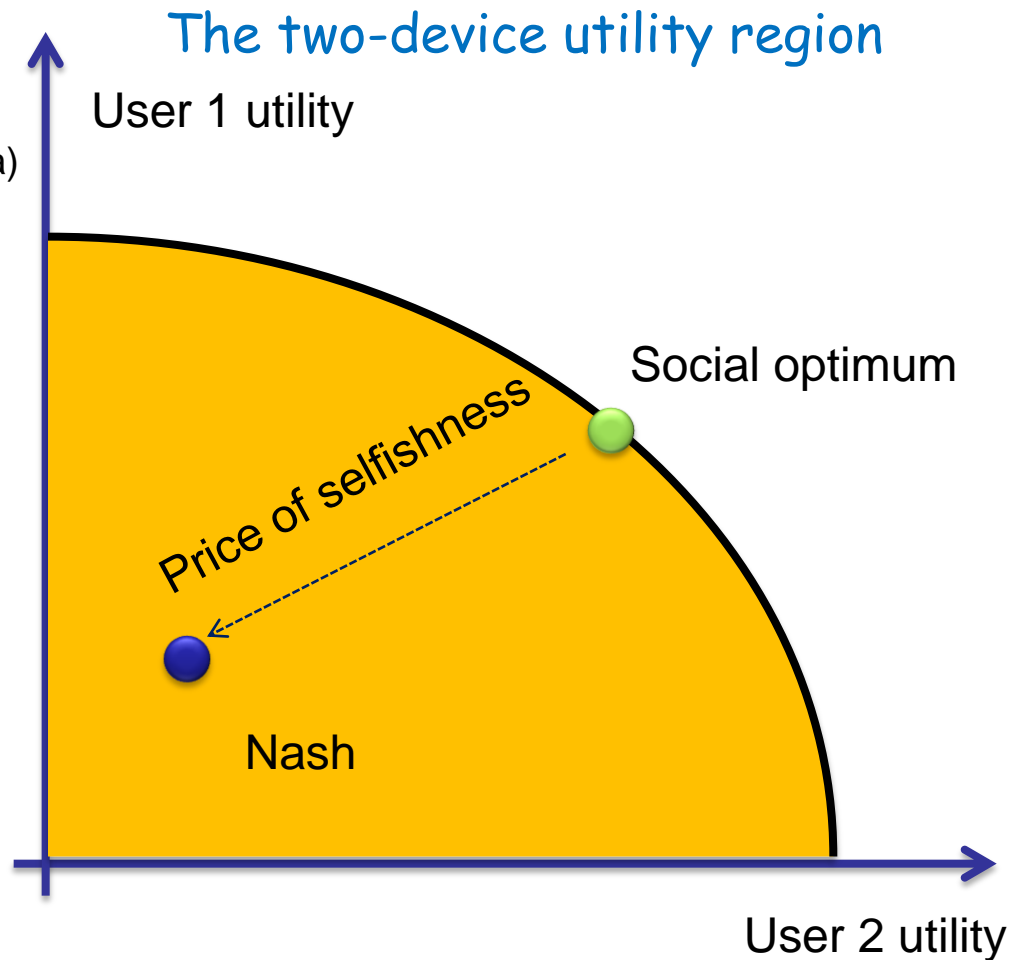 The two-device utility region
User 1 utility
a)
Social optimum
Price of selfishness
Nash
User 2 utility